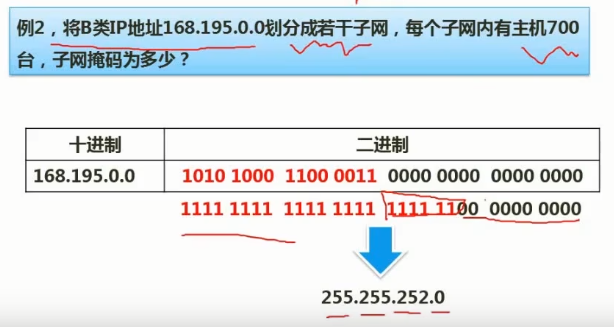 例2，将B类IP地址168.195.0.0划分成若干子网，每个子网内有主机700
台，子网掩码为多少？
十进制 二进制
168.195.0.0 1010 1000 1100 0011 0000 0000 0000 0000
1111 1111 1111 1111 1111 1100 0000 0000
255.255.252.0